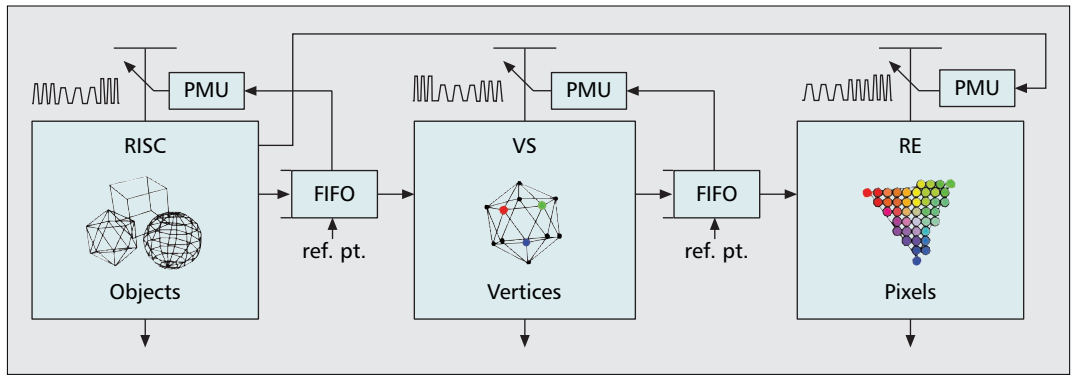 PMU
PMU
PMU
RISC
VS
RE
FIFO
FIFO
ref. pt.
ref. pt.
Objects
Vertices
Pixels